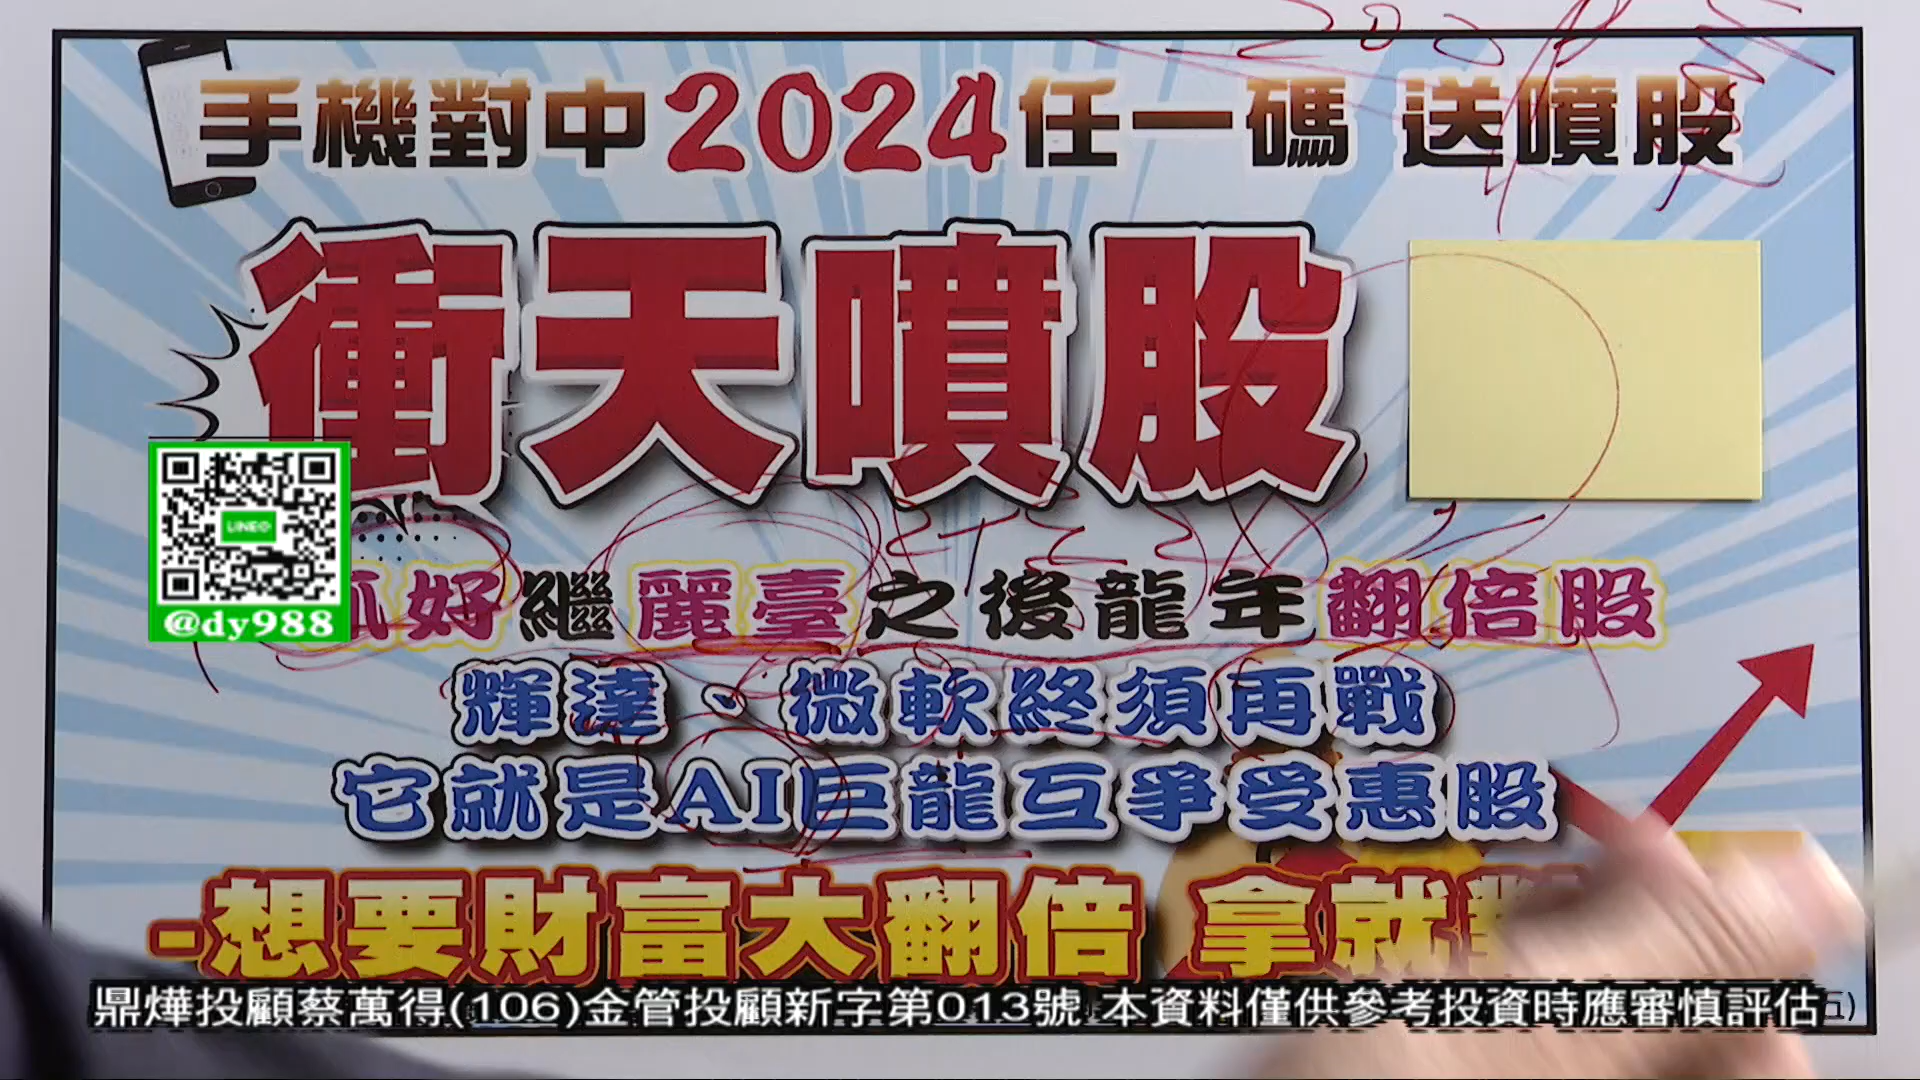 手機對中2024任一碼 送噴股
衝天噴股
LINE@
@dy988
好繼麗臺之後龍年翻倍股
輝達、微軟終須再戰
它就是AI巨龍互爭受惠股
-想要財富大翻倍 拿就
鼎燁投顧蔡萬得(106)金管投顧新字第013號 本資料僅供參考投資時應審慎評估
五)